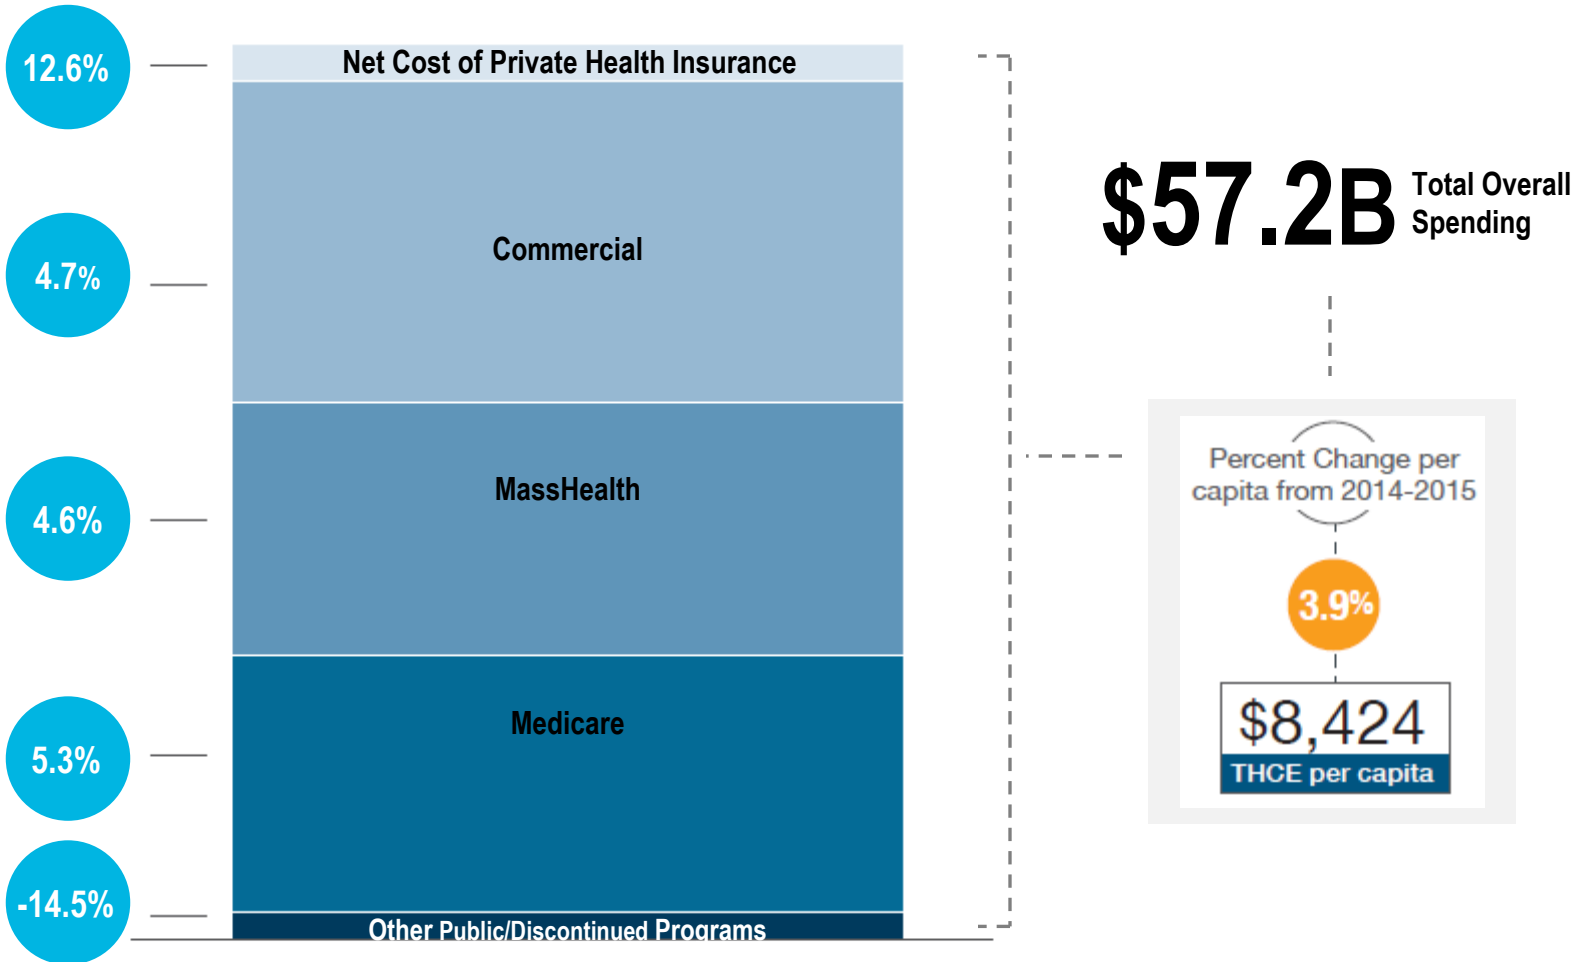 12.6%
Net Cost of Private Health Insurance
4.7%
Commercial
4.6%
MassHealth
5.3%
Medicare
-14.5%
Other Public/Discontinued Programs
$57.2B
Total Overall
Spending
Percent Change per
capita from 2014-2015
3.9%
$8,424
THCE per capita